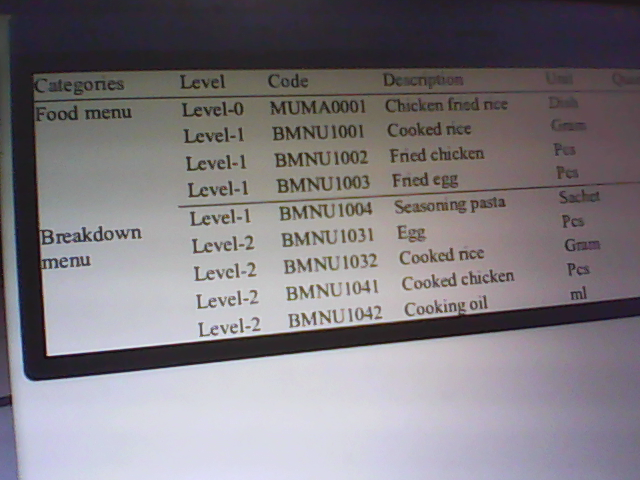 Categories Level Code Description Unit
Food menu Level-0 MUMA0001 Chicken fried rice Dish
Level-1 BMNU1001 Cooked rice Gram
Level-1 BMNU1002 Fried chicken Pcs
Level-1 BMNU1003 Fried egg Pcs
Level-1 BMNU1004 Seasoning pasta Sachet
Breakdown menu Level-2 BMNU1031 Egg Pcs
Level-2 BMNU1032 Cooked rice Gram
Level-2 BMNU1041 Cooked chicken Pcs
Level-2 BMNU1042 Cooking oil ml